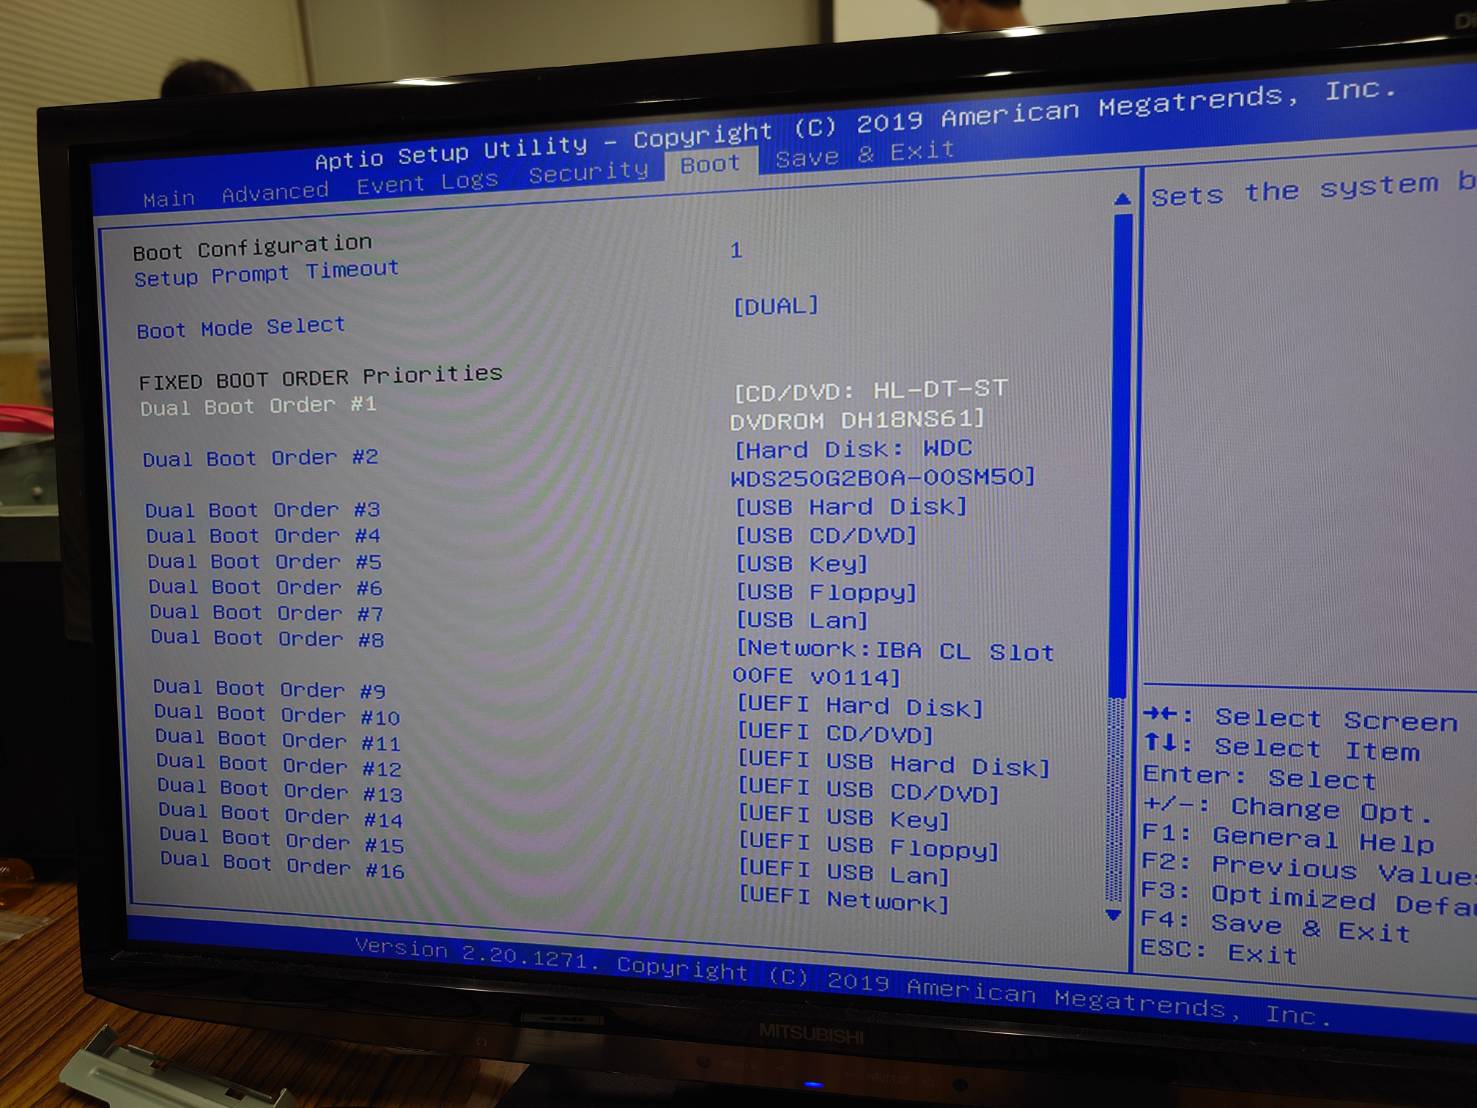 Aptio Setup Utility – Copyright (C) 2019 American Megatrends, Inc.
Main Advanced Event Logs Security Boot Save & Exit
Boot Configuration
Setup Prompt Timeout 1
Boot Mode Select [DUAL]
FIXED BOOT ORDER Priorities
Dual Boot Order #1 [CD/DVD: HL-DT-ST
DVDROM DH18NS61]
Dual Boot Order #2 [Hard Disk: WDC
WDS250G2B0A-00SM50]
Dual Boot Order #3 [USB Hard Disk]
Dual Boot Order #4 [USB CD/DVD]
Dual Boot Order #5 [USB Key]
Dual Boot Order #6 [USB Floppy]
Dual Boot Order #7 [USB Lan]
Dual Boot Order #8 [Network:IBA CL Slot
00FE v0114]
Dual Boot Order #9 [UEFI Hard Disk]
Dual Boot Order #10 [UEFI CD/DVD]
Dual Boot Order #11 [UEFI USB Hard Disk]
Dual Boot Order #12 [UEFI USB CD/DVD]
Dual Boot Order #13 [UEFI USB Key]
Dual Boot Order #14 [UEFI USB Floppy]
Dual Boot Order #15 [UEFI USB Lan]
Dual Boot Order #16 [UEFI Network]
Sets the system b
→←: Select Screen
↑↓: Select Item
Enter: Select
+/-: Change Opt.
F1: General Help
F2: Previous Value
F3: Optimized Defa
F4: Save & Exit
ESC: Exit
Version 2.20.1271. Copyright (C) 2019 American Megatrends, Inc.
MITSUBISHI